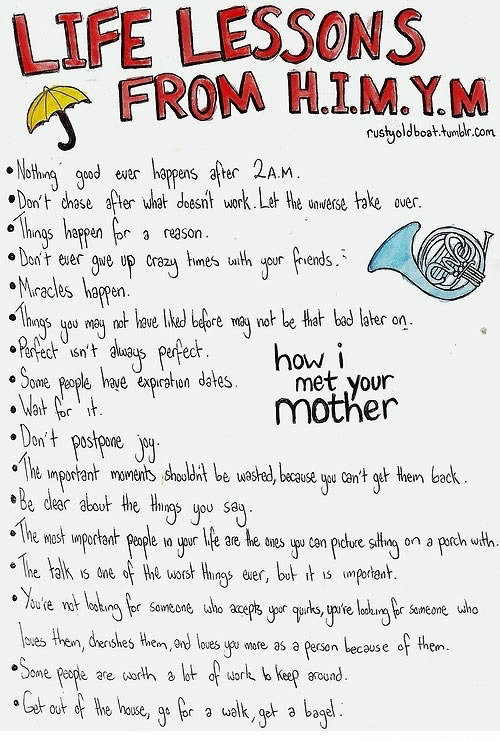 LIFE LESSONS
FROM H.I.M.Y.M
rustyoldboat.tumblr.com
•Nothing good ever happens after 2A.M.
•Don't chase after what doesn't work. Let the universe take over.
•Things happen for a reason.
•Don't ever give up crazy times with your friends.
•Miracles happen.
•Things you may not have liked before may not be that bad later on.
•Perfect isn't always perfect.
•Some people have expiration dates.
•Wait for it.
how i
met your
mother
•Don't postpone joy.
•The important moments shouldn't be wasted, because you can't get them back.
•Be clear about the things you say.
•The most important people in your life are the ones you can picture sitting on a porch with.
•The talk is one of the worst things ever, but it is important.
•You're not looking for someone who accepts your quirks, you're looking for someone who
loves them, cherishes them, and loves you more as a person because of them.
•Some people are worth a lot of work to keep around.
•Get out of the house, go for a walk, get a bagel.